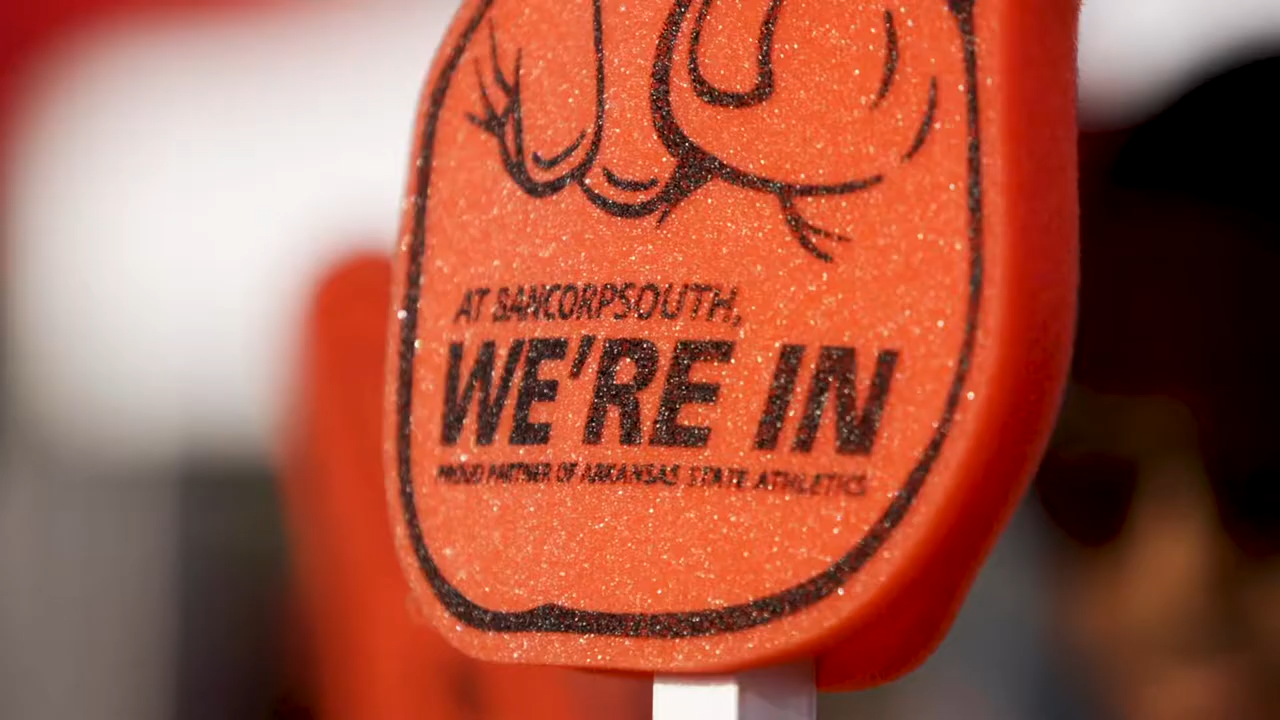 AT BANCORPSOUTH,
WE'RE IN
PROUD PARTNER OF ARKANSAS STATE ATHLETICS